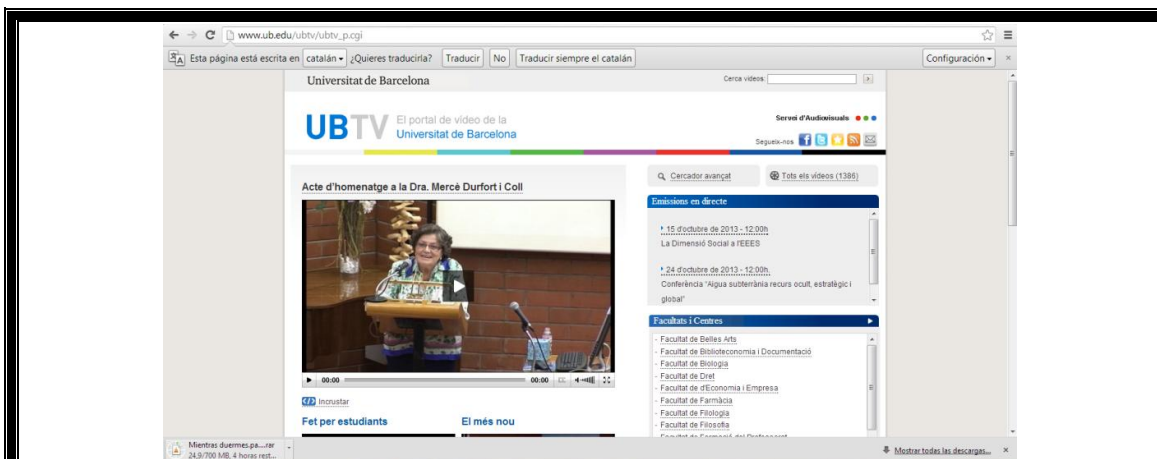 www.ub.edu/ubtv/ubtv_p.cgi
Esta página está escrita en catalán ¿Quieres traducirla? Traducir No Traducir siempre el catalán Configuración
Universitat de Barcelona
Cerca vídeos:
UBTV
El portal de vídeo de la
Universitat de Barcelona
Servei d'Audiovisuals
Segueix-nos
Acte d'homenatge a la Dra. Mercè Durfort i Coll
00:00 00:00
Incrustar
Fet per estudiants
El més nou
Cercador avançat
Tots els vídeos (1386)
Emissions en directe
15 d'octubre de 2013 - 12:00h
La Dimensió Social a l'EEES
24 d'octubre de 2013 - 12:00h.
Conferència "Aigua subterrània recurs ocult, estratègic i
global"
Facultats i Centres
- Facultat de Belles Arts
- Facultat de Biblioteconomia i Documentació
- Facultat de Biologia
- Facultat de Dret
- Facultat de d'Economia i Empresa
- Facultat de Farmàcia
- Facultat de Filologia
- Facultat de Filosofia
- Facultat de Formació del Professorat
Mientras duermes.pa....rar
24,9/700 MB, 4 horas rest...
Mostrar todas las descargas...